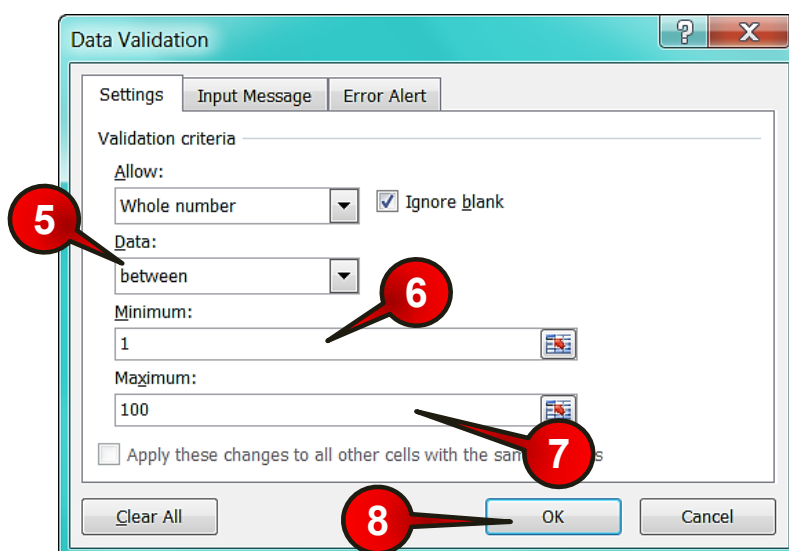 Data Validation
?
X
Settings
Input Message
Error Alert
Validation criteria
Allow:
Whole number
Ignore blank
5
Data:
between
6
Minimum:
1
Maximum:
100
7
Apply these changes to all other cells with the
8
Clear All
OK
Cancel